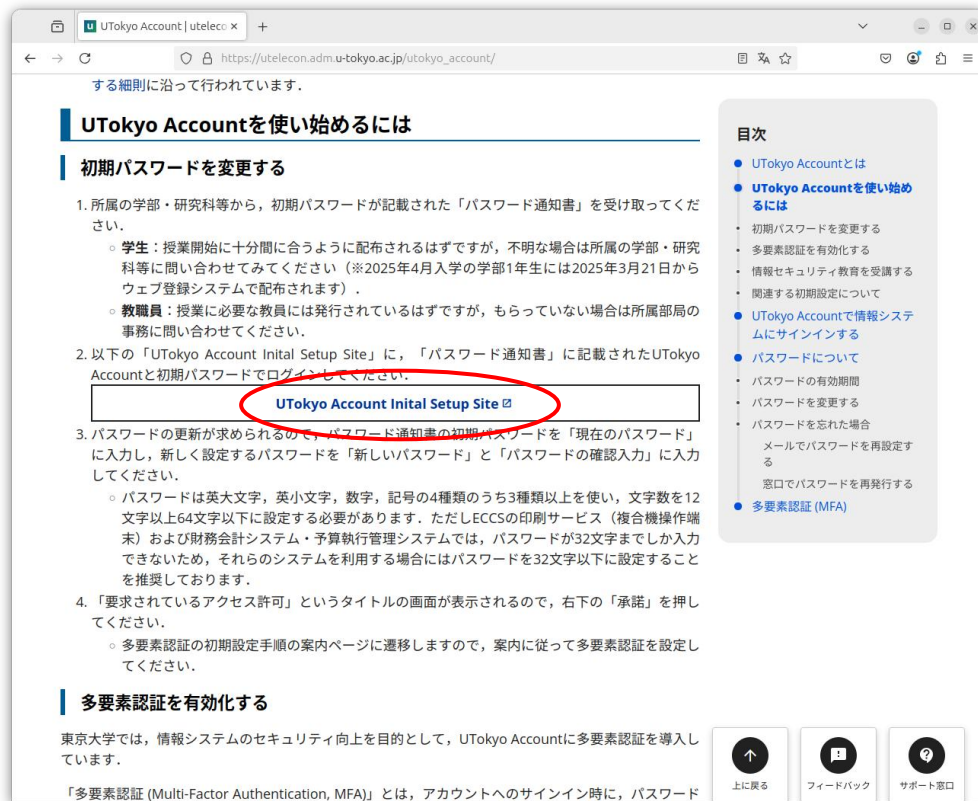 UTokyo Account | uteleco
https://utelecon.adm.u-tokyo.ac.jp/utokyo_account/
する細則に沿って行われています．
UTokyo Accountを使い始めるには
初期パスワードを変更する
1. 所属の学部・研究科等から，初期パスワードが記載された「パスワード通知書」を受け取ってくだ
さい．
学生：授業開始に十分間に合うように配布されるはずですが，不明な場合は所属の学部・研究
科等に問い合わせてみてください（※2025年4月入学の学部1年生には2025年3月21日から
ウェブ登録システムで配布されます）．
教職員：授業に必要な教員には発行されているはずですが，もらっていない場合は所属部局の
事務に問い合わせてください．
2. 以下の「UTokyo Account Inital Setup Site」に，「パスワード通知書」に記載されたUTokyo
Accountと初期パスワードでログインしてください．
UTokyo Account Inital Setup Site
3. パスワードの更新が求められるので，パスワード通知書の初期パスワードを「現在のパスワード」
に入力し，新しく設定するパスワードを「新しいパスワード」と「パスワードの確認入力」に入力
してください．
パスワードは英大文字，英小文字，数字，記号の4種類のうち3種類以上を使い，文字数を12
文字以上64文字以下に設定する必要があります．ただしECCSの印刷サービス（複合機操作端
末）および財務会計システム・予算執行管理システムでは，パスワードが32文字までしか入力
できないため，それらのシステムを利用する場合にはパスワードを32文字以下に設定すること
を推奨しております．
4. 「要求されているアクセス許可」というタイトルの画面が表示されるので，右下の「承諾」を押し
てください．
多要素認証の初期設定手順の案内ページに遷移しますので，案内に従って多要素認証を設定し
てください．
多要素認証を有効化する
東京大学では，情報システムのセキュリティ向上を目的として，UTokyo Accountに多要素認証を導入し
ています．
「多要素認証 (Multi-Factor Authentication, MFA)」とは，アカウントへのサインイン時に，パスワード
目次
UTokyo Accountとは
UTokyo Accountを使い始め
るには
初期パスワードを変更する
多要素認証を有効化する
情報セキュリティ教育を受講する
関連する初期設定について
UTokyo Accountで情報システ
ムにサインインする
パスワードについて
パスワードの有効期間
パスワードを変更する
パスワードを忘れた場合
メールでパスワードを再設定す
る
窓口でパスワードを再発行する
多要素認証 (MFA)
上に戻る
フィードバック
サポート窓口